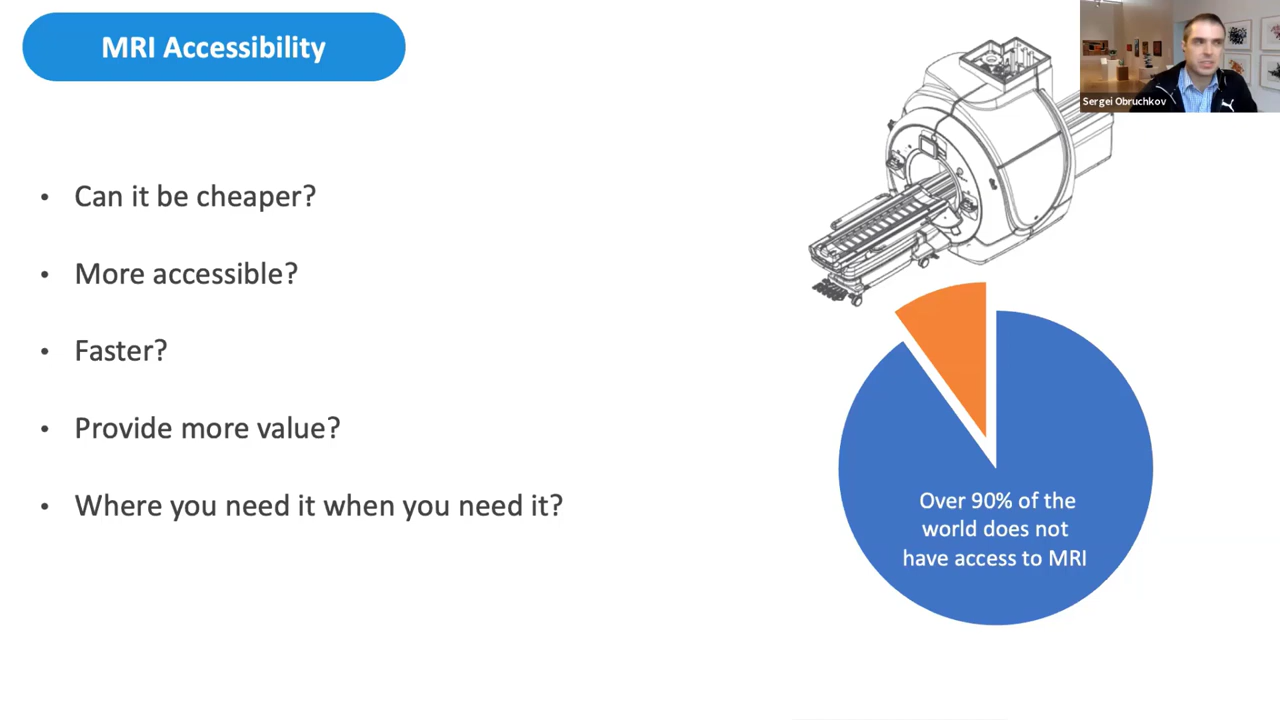 MRI Accessibility
Sergei Obruchkov
• Can it be cheaper?
• More accessible?
• Faster?
• Provide more value?
• Where you need it when you need it?
Over 90% of the
world does not
have access to MRI